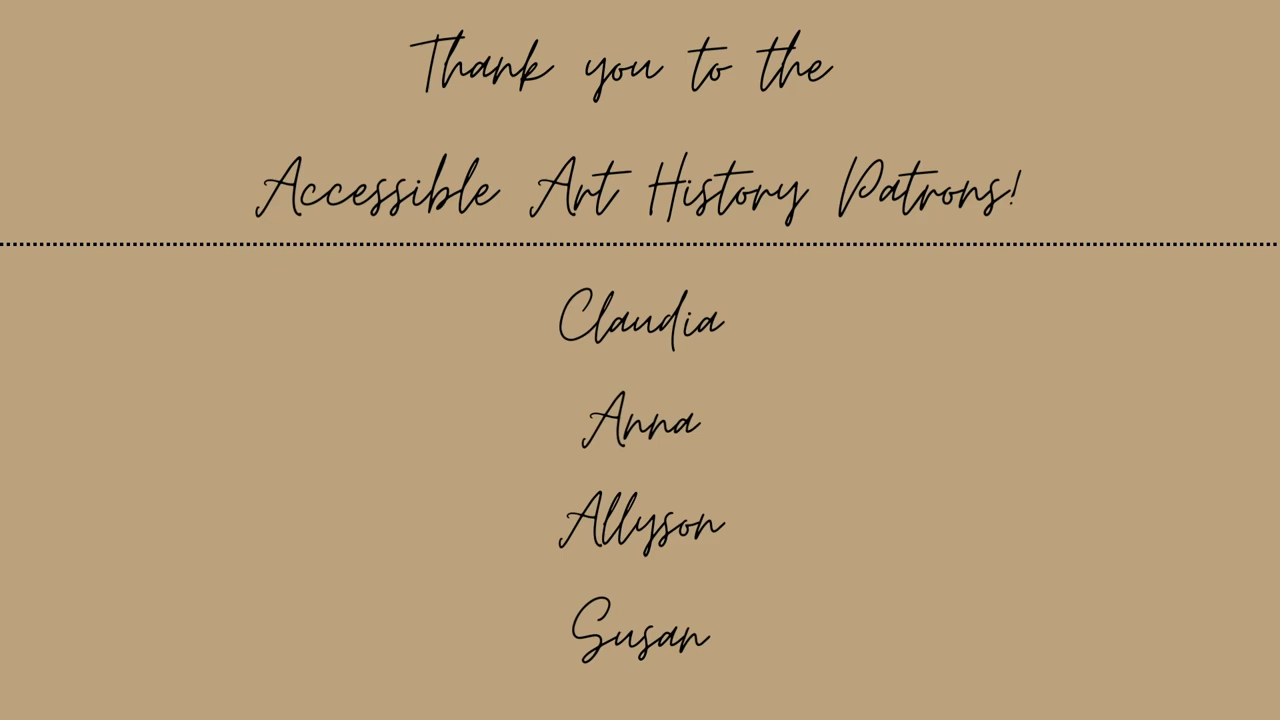 Thank you to the
Accessible Art History Patrons!
Claudia
Anna
Allyson
Susan